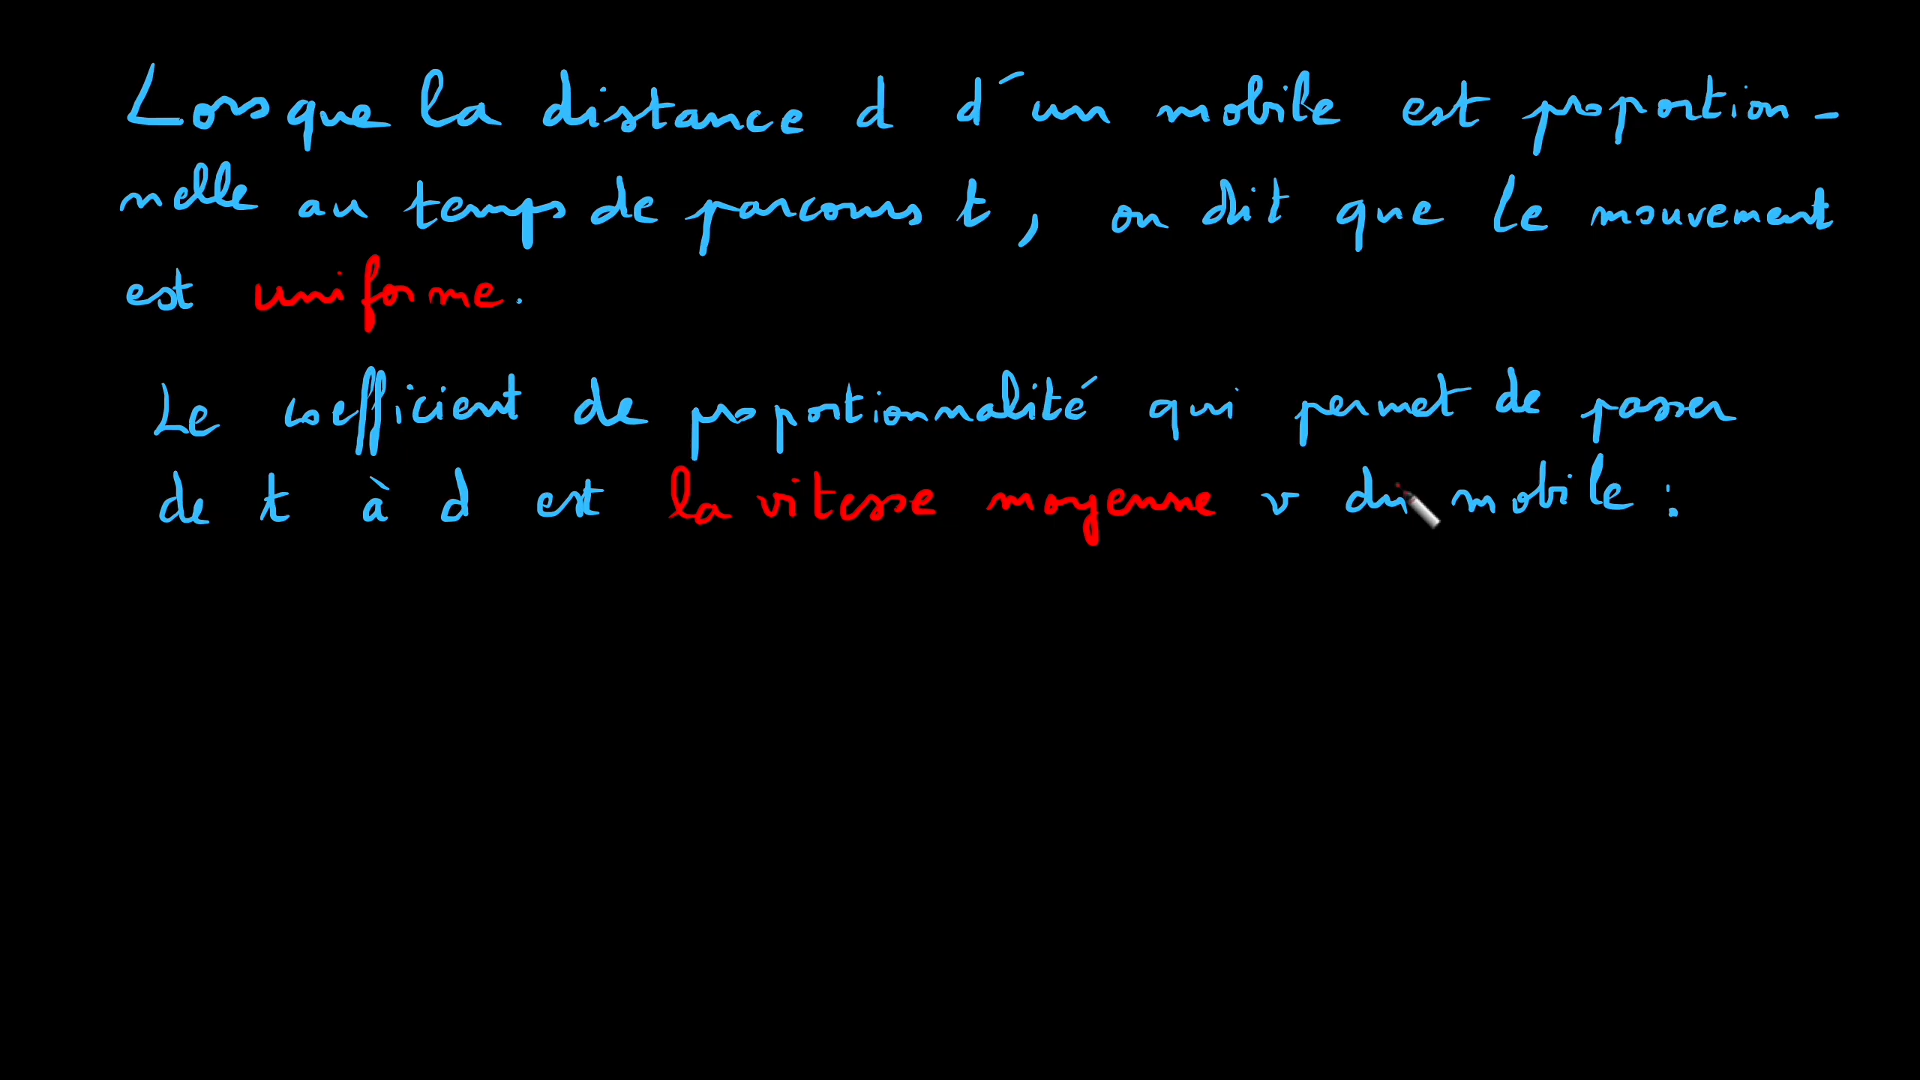 Lorsque la distance d d'un mobile est proportion-
nelle au temps de parcours t, on dit que le mouvement
est uniforme.
Le coefficient de proportionnalité qui permet de passer
de t à d est la vitesse moyenne v du mobile :